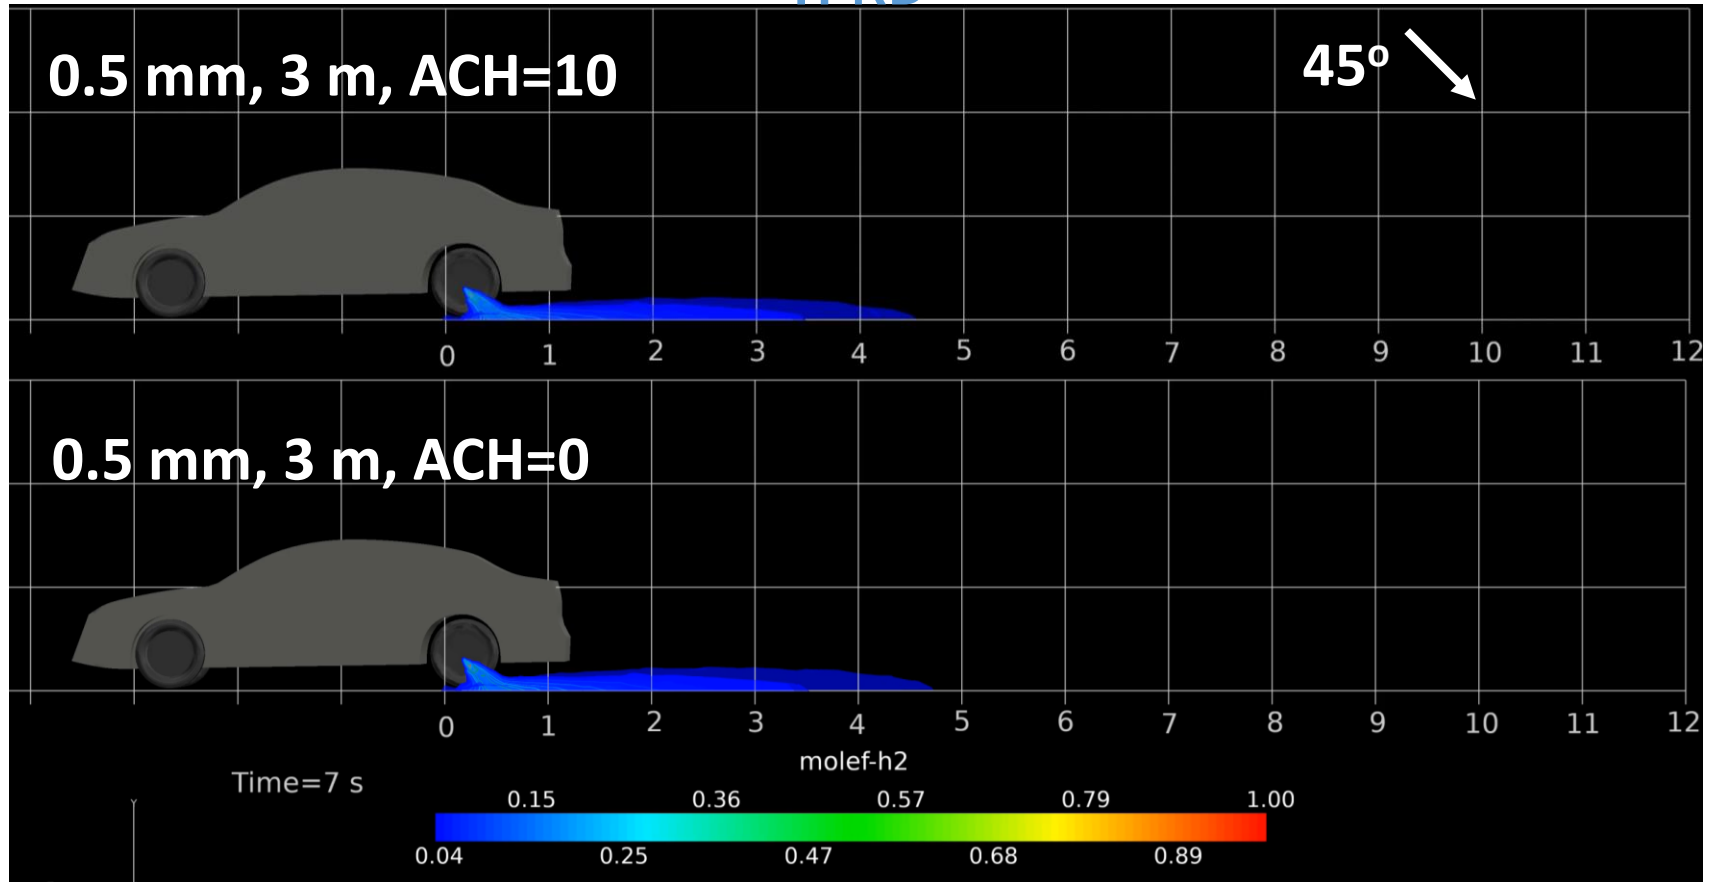 0.5 mm, 3 m, ACH=10
45º
0 1 2 3 4 5 6 7 8 9 10 11 12
0.5 mm, 3 m, ACH=0
0 1 2 3 4 5 6 7 8 9 10 11 12
molef-h2
Time=7 s
0.15 0.36 0.57 0.79 1.00
0.04 0.25 0.47 0.68 0.89
Y